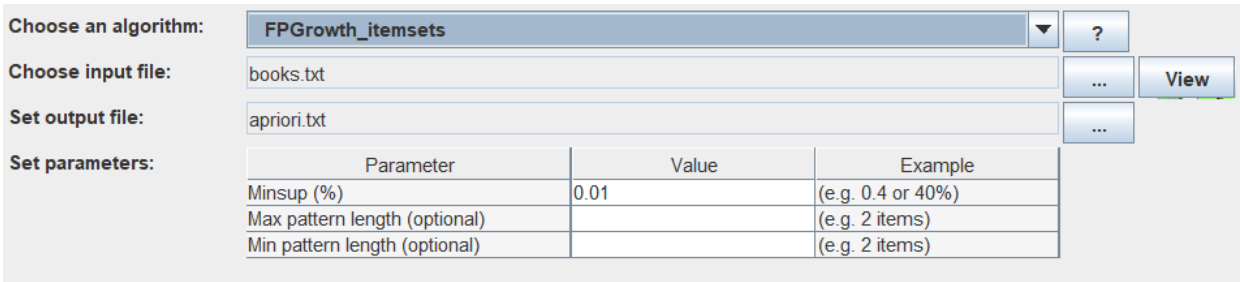 Choose an algorithm: FPGrowth_itemsets ?
Choose input file: books.txt ... View
Set output file: apriori.txt ...
Set parameters: Parameter Value Example
Minsup (%) 0.01 (e.g. 0.4 or 40%)
Max pattern length (optional) (e.g. 2 items)
Min pattern length (optional) (e.g. 2 items)